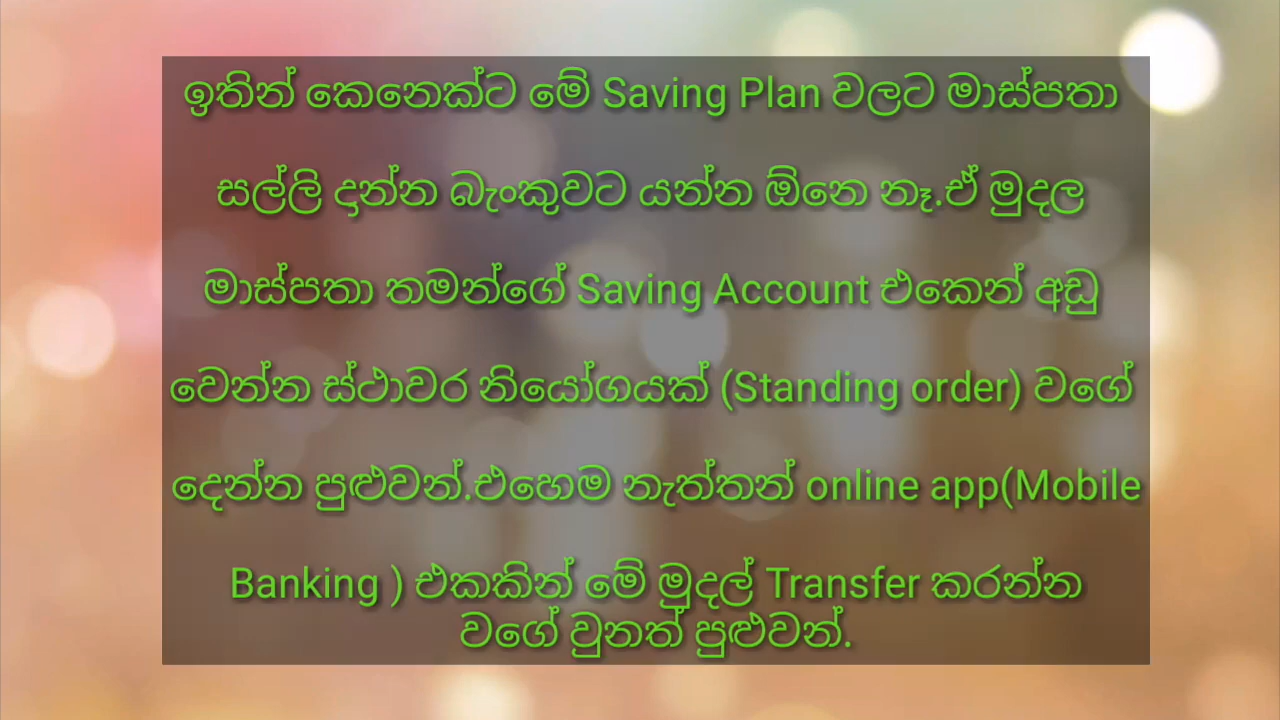 ඉතින් කෙනෙක්ට මේ Saving Plan වලට මාස්පතා
සල්ලි දාන්න බැංකුවට යන්න ඕනෙ නෑ.ඒ මුදල
මාස්පතා තමන්ගේ Saving Account එකෙන් අඩු
වෙන්න ස්ථාවර නියෝගයක් (Standing order) වගේ
දෙන්න පුළුවන්.එහෙම නැත්තන් online app(Mobile
Banking ) එකකින් මේ මුදල් Transfer කරන්න
වගේ වුනත් පුළුවන්.